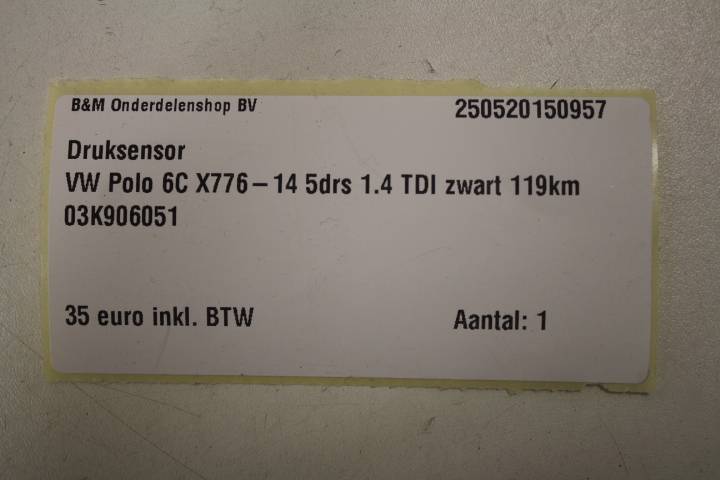 B&M Onderdelenshop BV 250520150957
Druksensor
VW Polo 6C X776-14 5drs 1.4 TDI zwart 119km
03K906051
35 euro inkl. BTW Aantal: 1